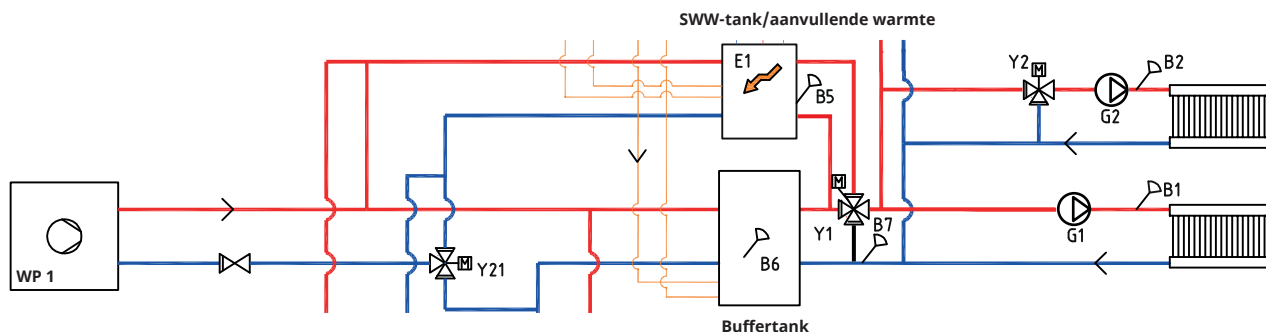 SWW-tank/aanvullende warmte
E1
B5
Y2
M
B2
G2
WP 1
M
Y21
B6
M
Y1
B7
G1
B1
Buffertank